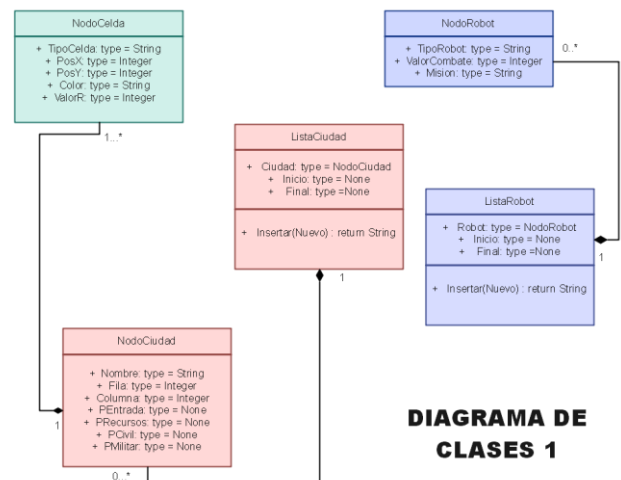 NodoCelda
+ TipoCelda: type = String
+ PosX: type = Integer
+ PosY: type = Integer
+ Color: type = String
+ ValorR: type = Integer
1...*
NodoRobot
+ TipoRobot: type = String
+ ValorCombate: type = Integer
+ Mision: type = String
0..*
ListaCiudad
+ Ciudad: type = NodoCiudad
+ Inicio: type = None
+ Final: type =None
+ Insertar(Nuevo) : return String
1
ListaRobot
+ Robot: type = NodoRobot
+ Inicio: type = None
+ Final: type =None
+ Insertar(Nuevo) : return String
1
NodoCiudad
+ Nombre: type = String
+ Fila: type = Integer
+ Columna: type = Integer
+ PEntrada: type = None
+ PRecursos: type = None
+ PCivil: type = None
+ PMilitar: type = None
1
0...*
DIAGRAMA DE
CLASES 1